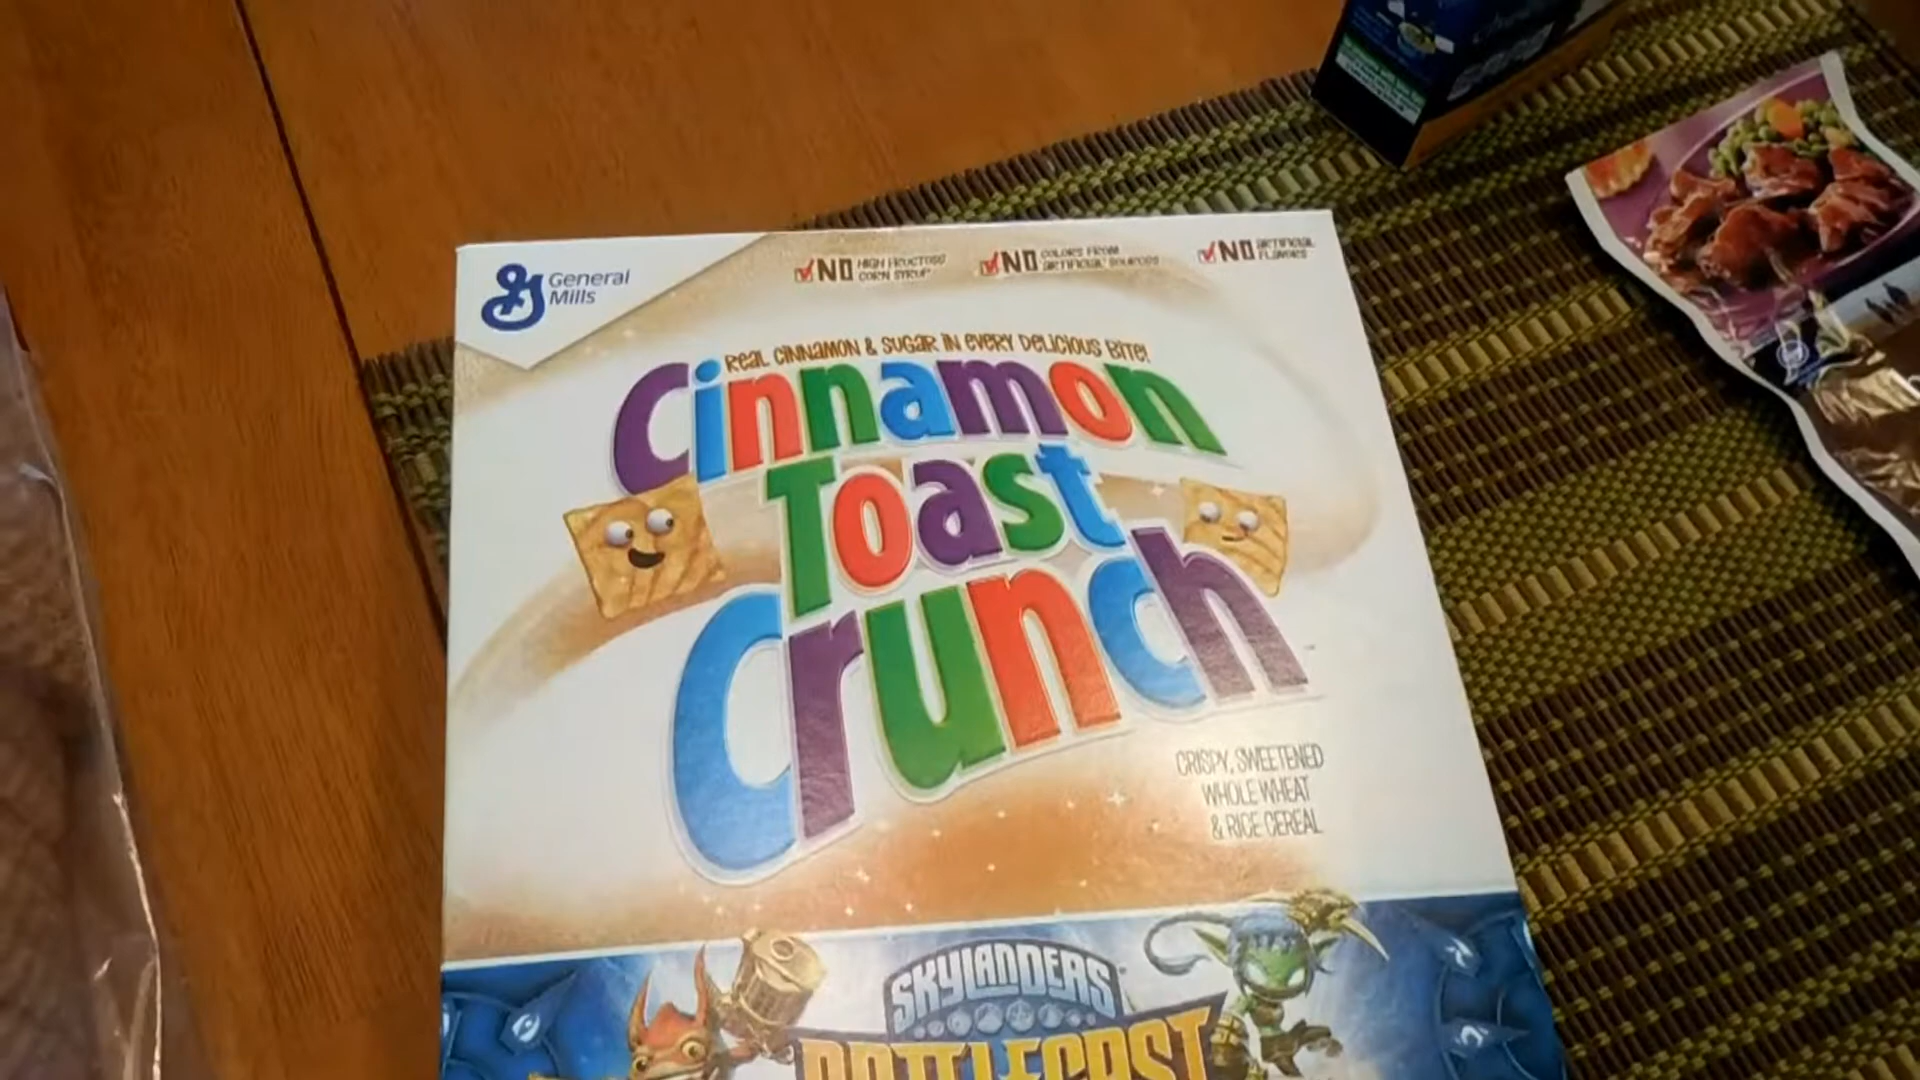 General
Mills
NO HIGH FRUCTOSE
CORN SYRUP
NO COLORS FROM
ARTIFICIAL SOURCES
NO ARTIFICIAL
FLAVORS
REAL CINNAMON & SUGAR IN EVERY DELICIOUS BITE!
Cinnamon
Toast
Crunch
CRISPY, SWEETENED
WHOLE WHEAT
& RICE CEREAL
SKYLANDERS
BATTLECAST